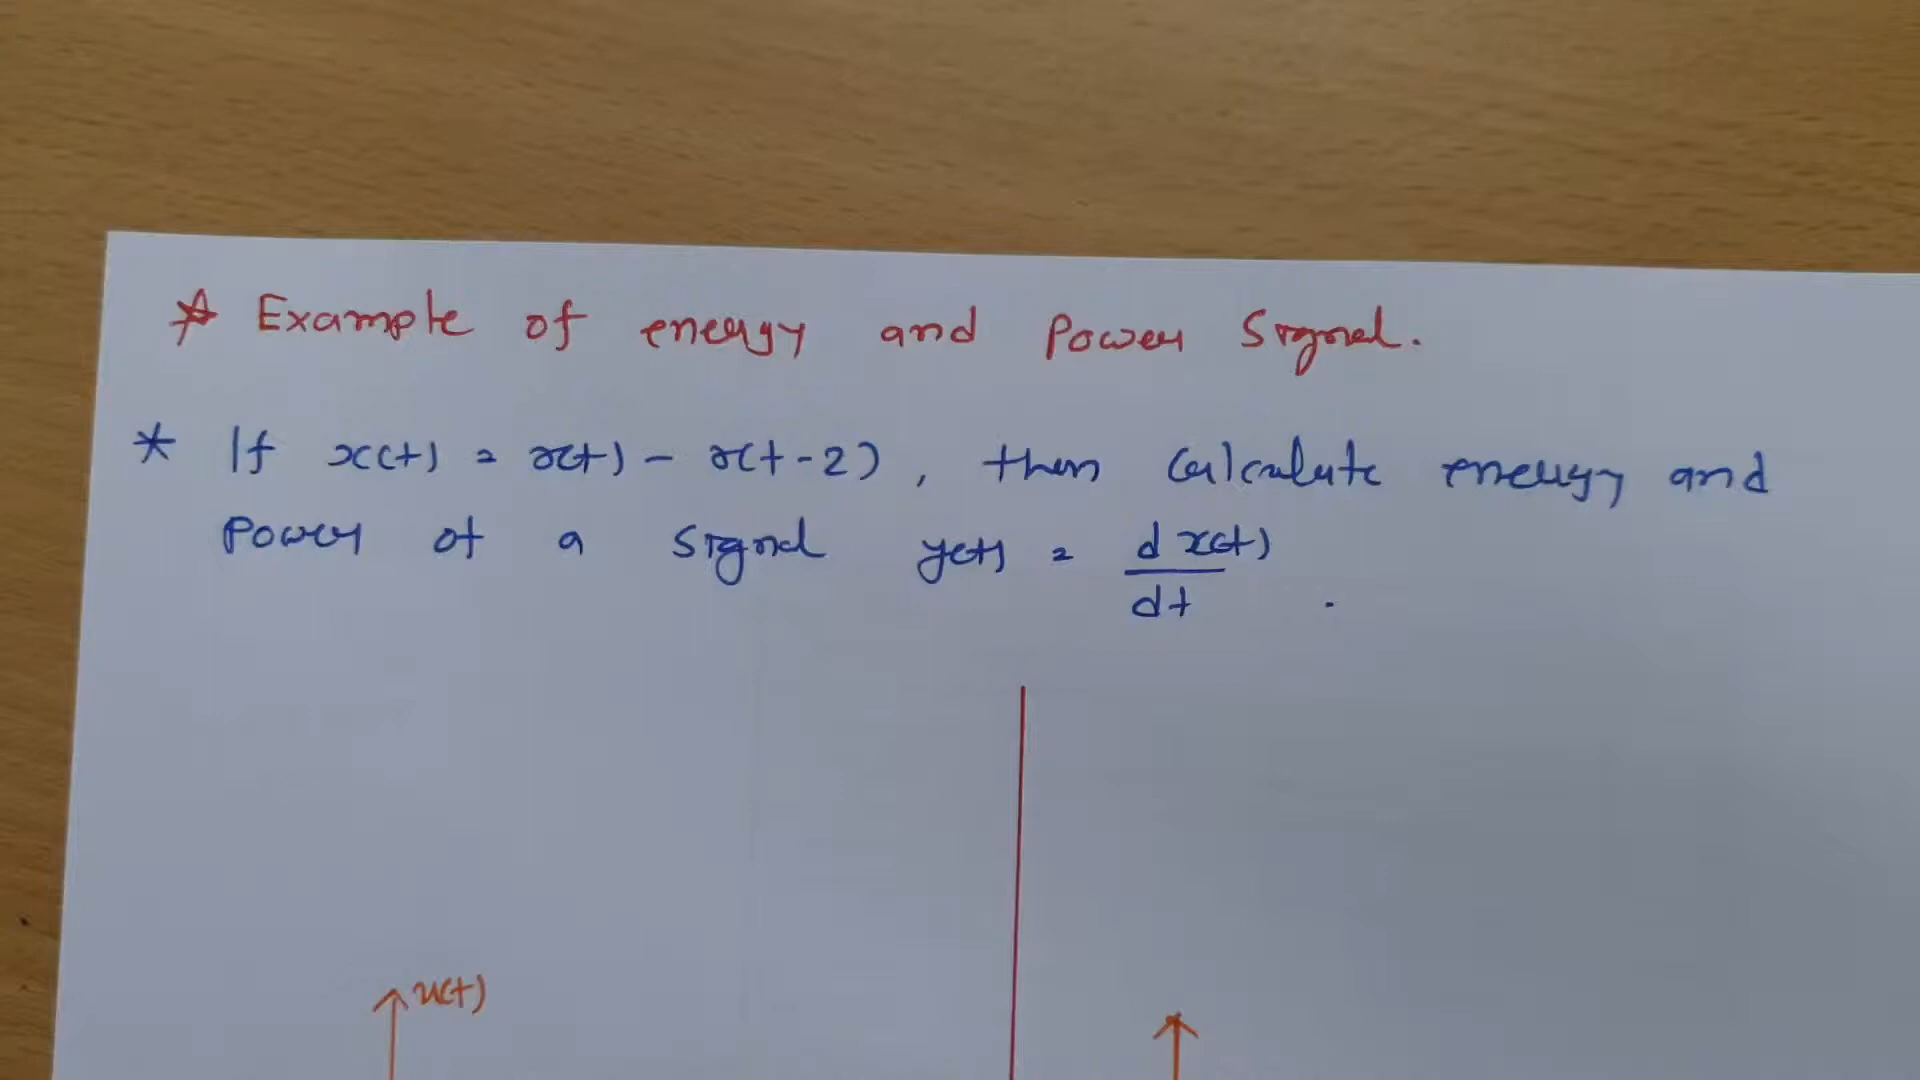 * Example of energy and Power Signal.
* If x(t) = r(t) - r(t-2), then Calculate energy and
Power of a signal y(t) = d x(t)
dt .
u(t)